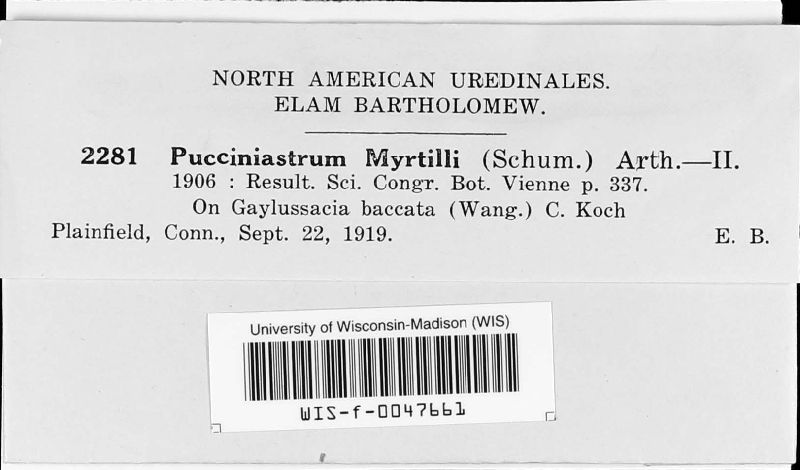 NORTH AMERICAN UREDINALES.
ELAM BARTHOLOMEW.
2281 Pucciniastrum Myrtilli (Schum.) Arth.—II.
1906 : Result. Sci. Congr. Bot. Vienne p. 337.
On Gaylussacia baccata (Wang.) C. Koch
Plainfield, Conn., Sept. 22, 1919. E. B.
University of Wisconsin-Madison (WIS)
WIS-f-0047661